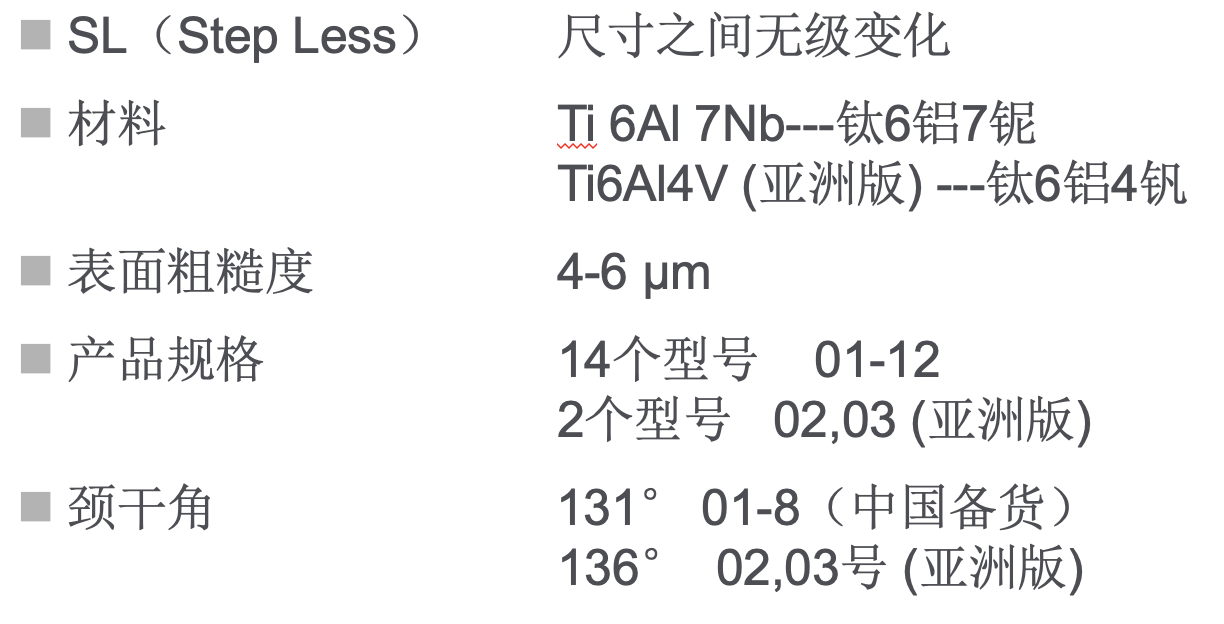 SL（Step Less） 尺寸之间无级变化
材料 Ti 6Al 7Nb---钛6铝7铌
Ti6Al4V (亚洲版) ---钛6铝4钒
表面粗糙度 4-6 μm
产品规格 14个型号 01-12
2个型号 02,03 (亚洲版)
颈干角 131° 01-8（中国备货）
136° 02,03号 (亚洲版)